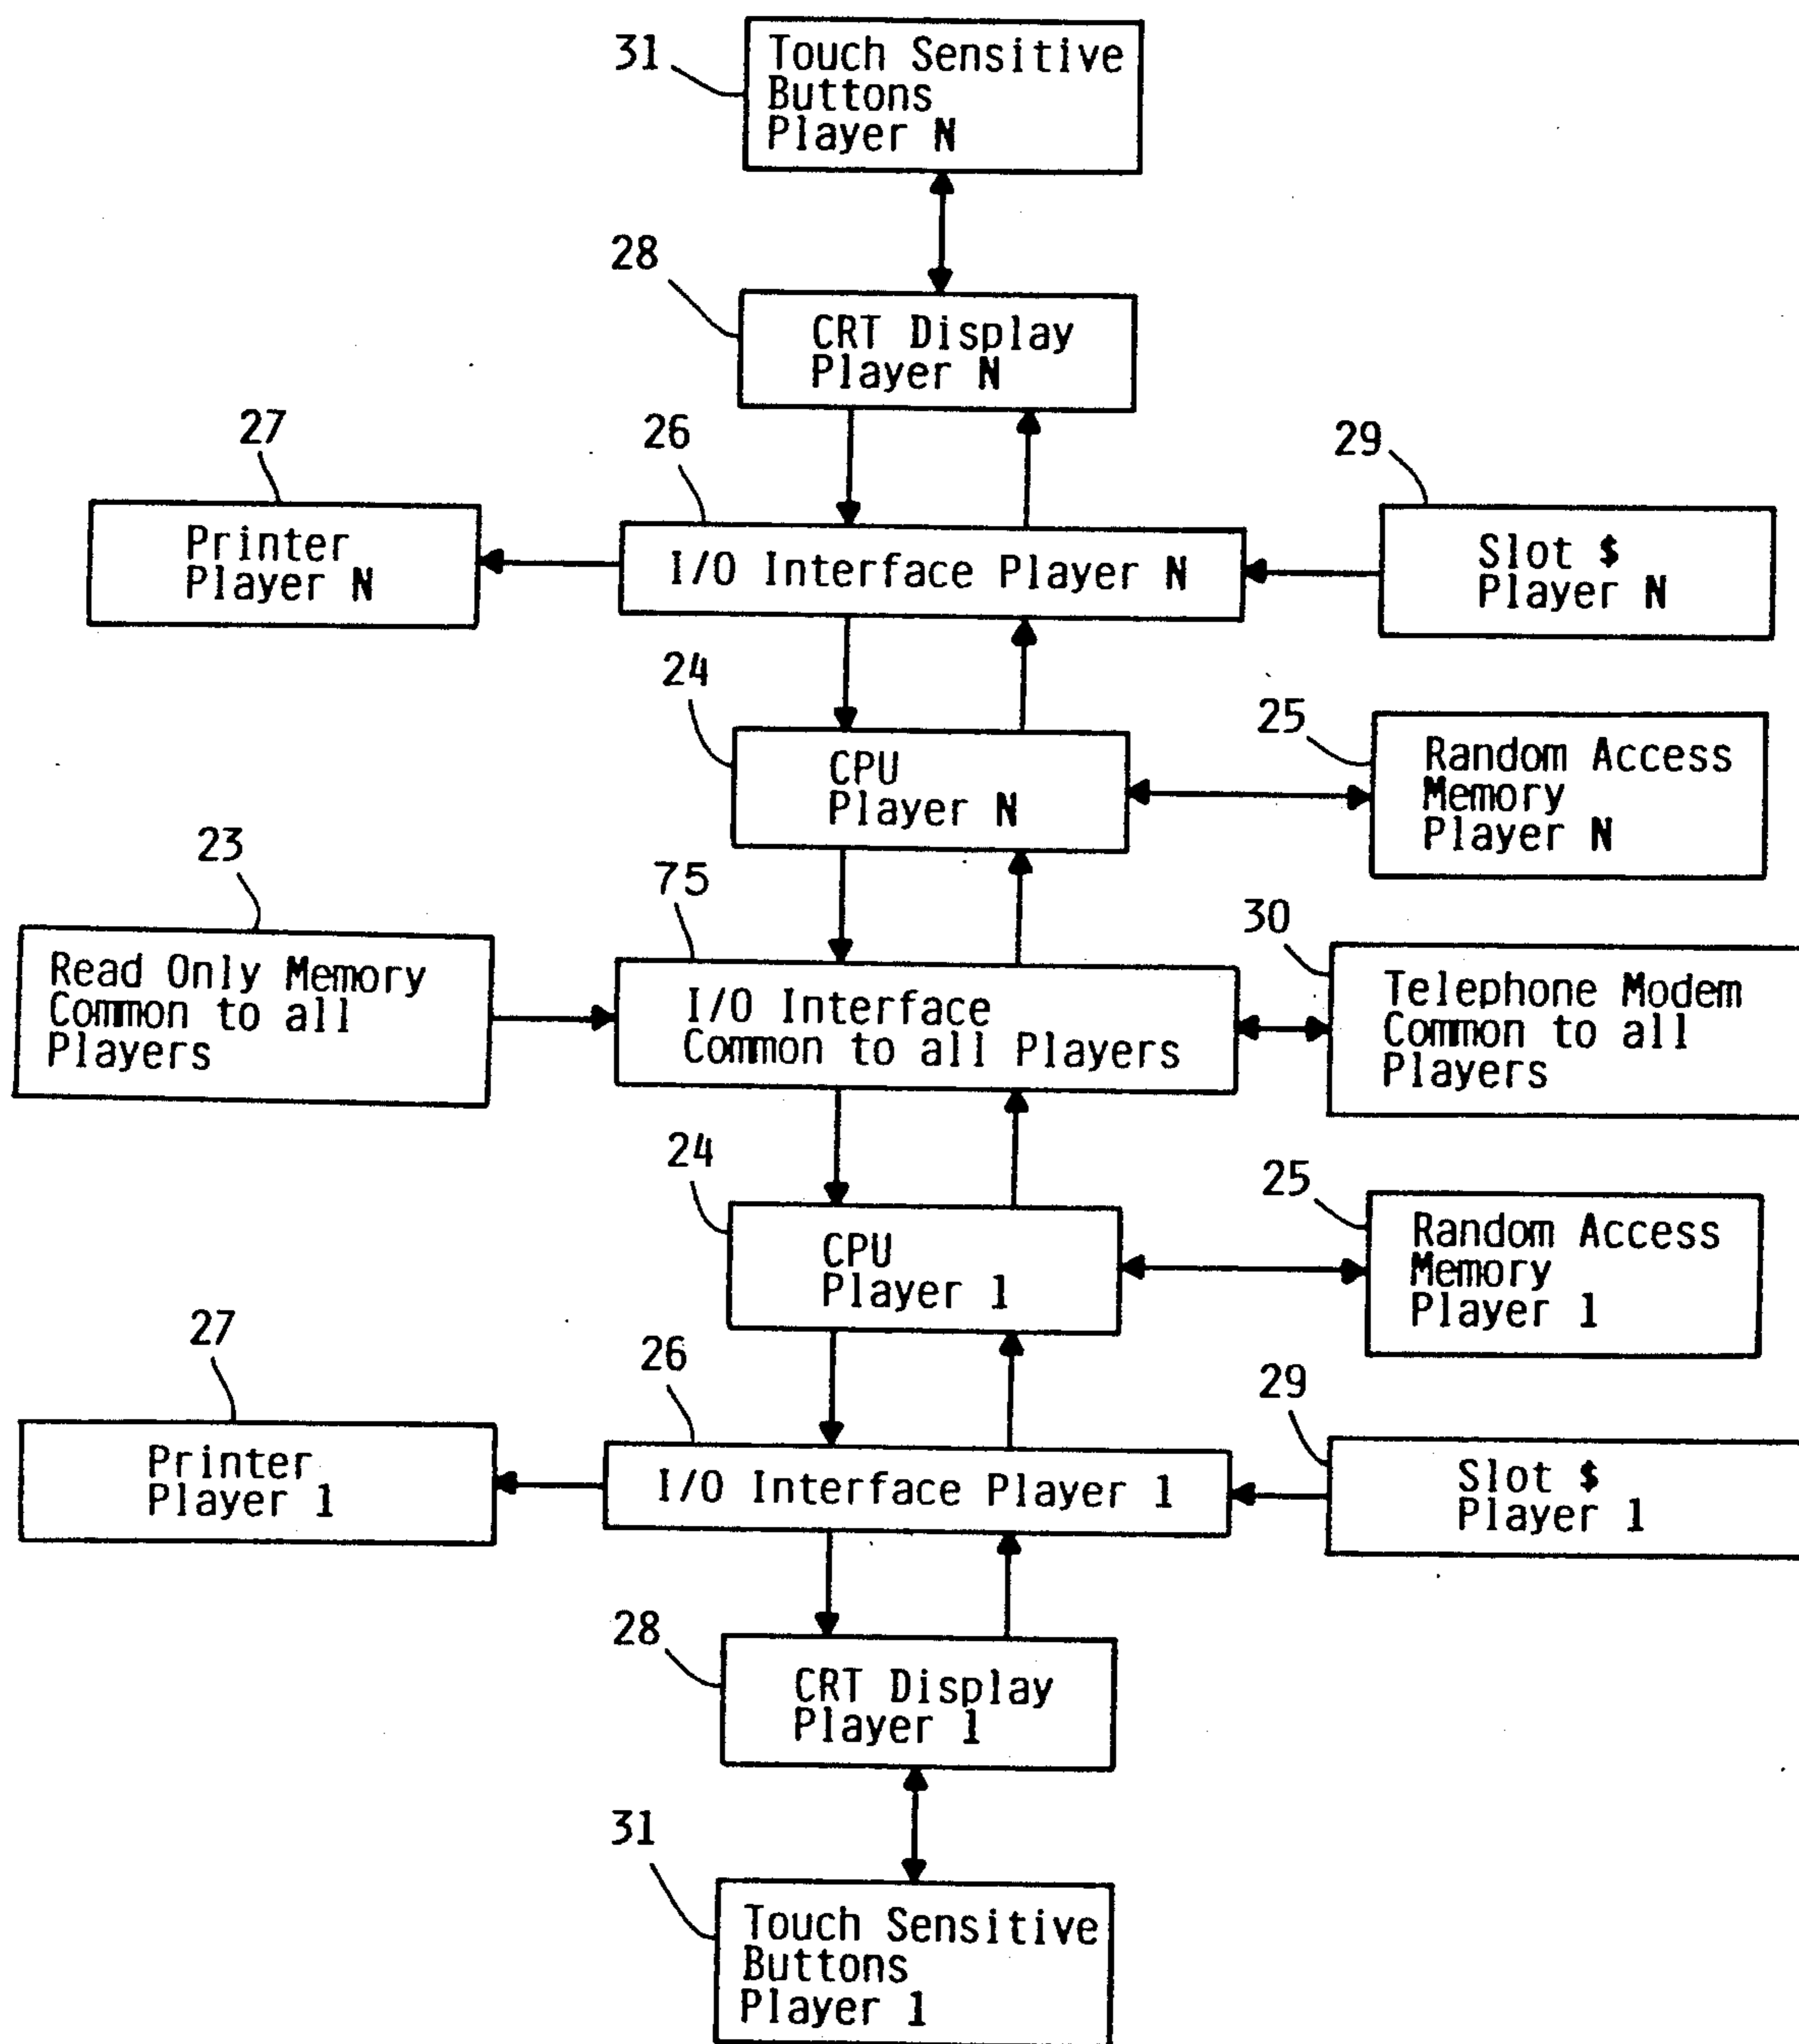 31
Touch Sensitive
Buttons
Player N
28
CRT Display
Player N
27
26
29
Printer
Player N
I/O Interface Player N
Slot $
Player N
24
25
CPU
Player N
Random Access
Memory
Player N
23
75
30
Read Only Memory
Common to all
Players
I/O Interface
Common to all Players
Telephone Modem
Common to all
Players
24
25
CPU
Player 1
Random Access
Memory
Player 1
27
26
29
Printer
Player 1
I/O Interface Player 1
Slot $
Player 1
28
CRT Display
Player 1
31
Touch Sensitive
Buttons
Player 1